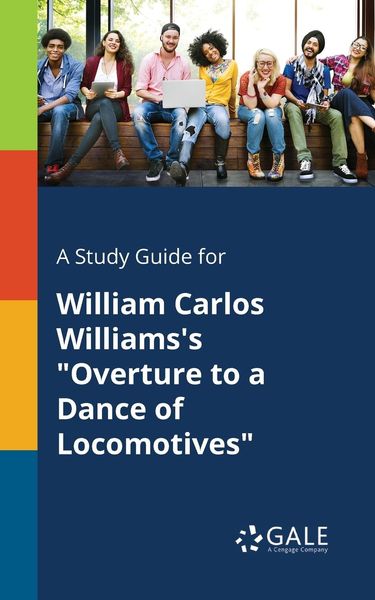 A Study Guide for
William Carlos
Williams's
"Overture to a
Dance of
Locomotives"
GALE
A Cengage Company